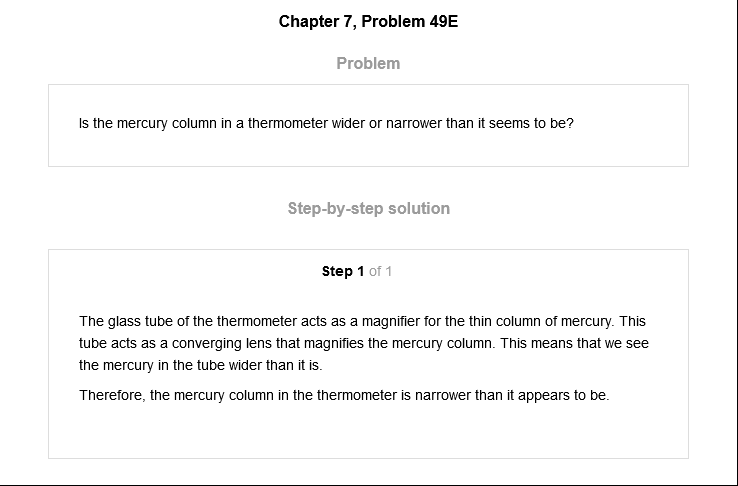 Chapter 7, Problem 49E
Problem
Is the mercury column in a thermometer wider or narrower than it seems to be?
Step-by-step solution
Step 1 of 1
The glass tube of the thermometer acts as a magnifier for the thin column of mercury. This
tube acts as a converging lens that magnifies the mercury column. This means that we see
the mercury in the tube wider than it is.
Therefore, the mercury column in the thermometer is narrower than it appears to be.